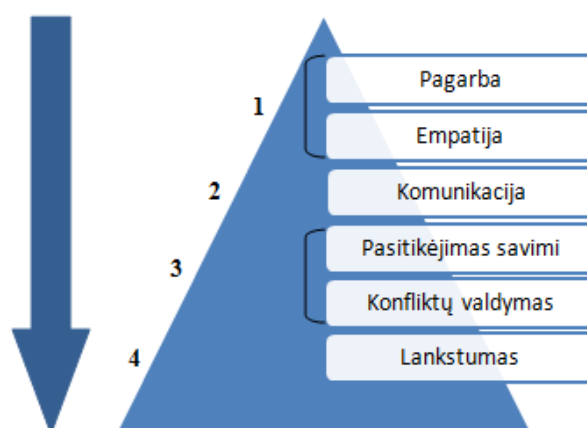 1
Pagarba
Empatija
2
Komunikacija
3
Pasitikėjimas savimi
Konfliktų valdymas
4
Lankstumas